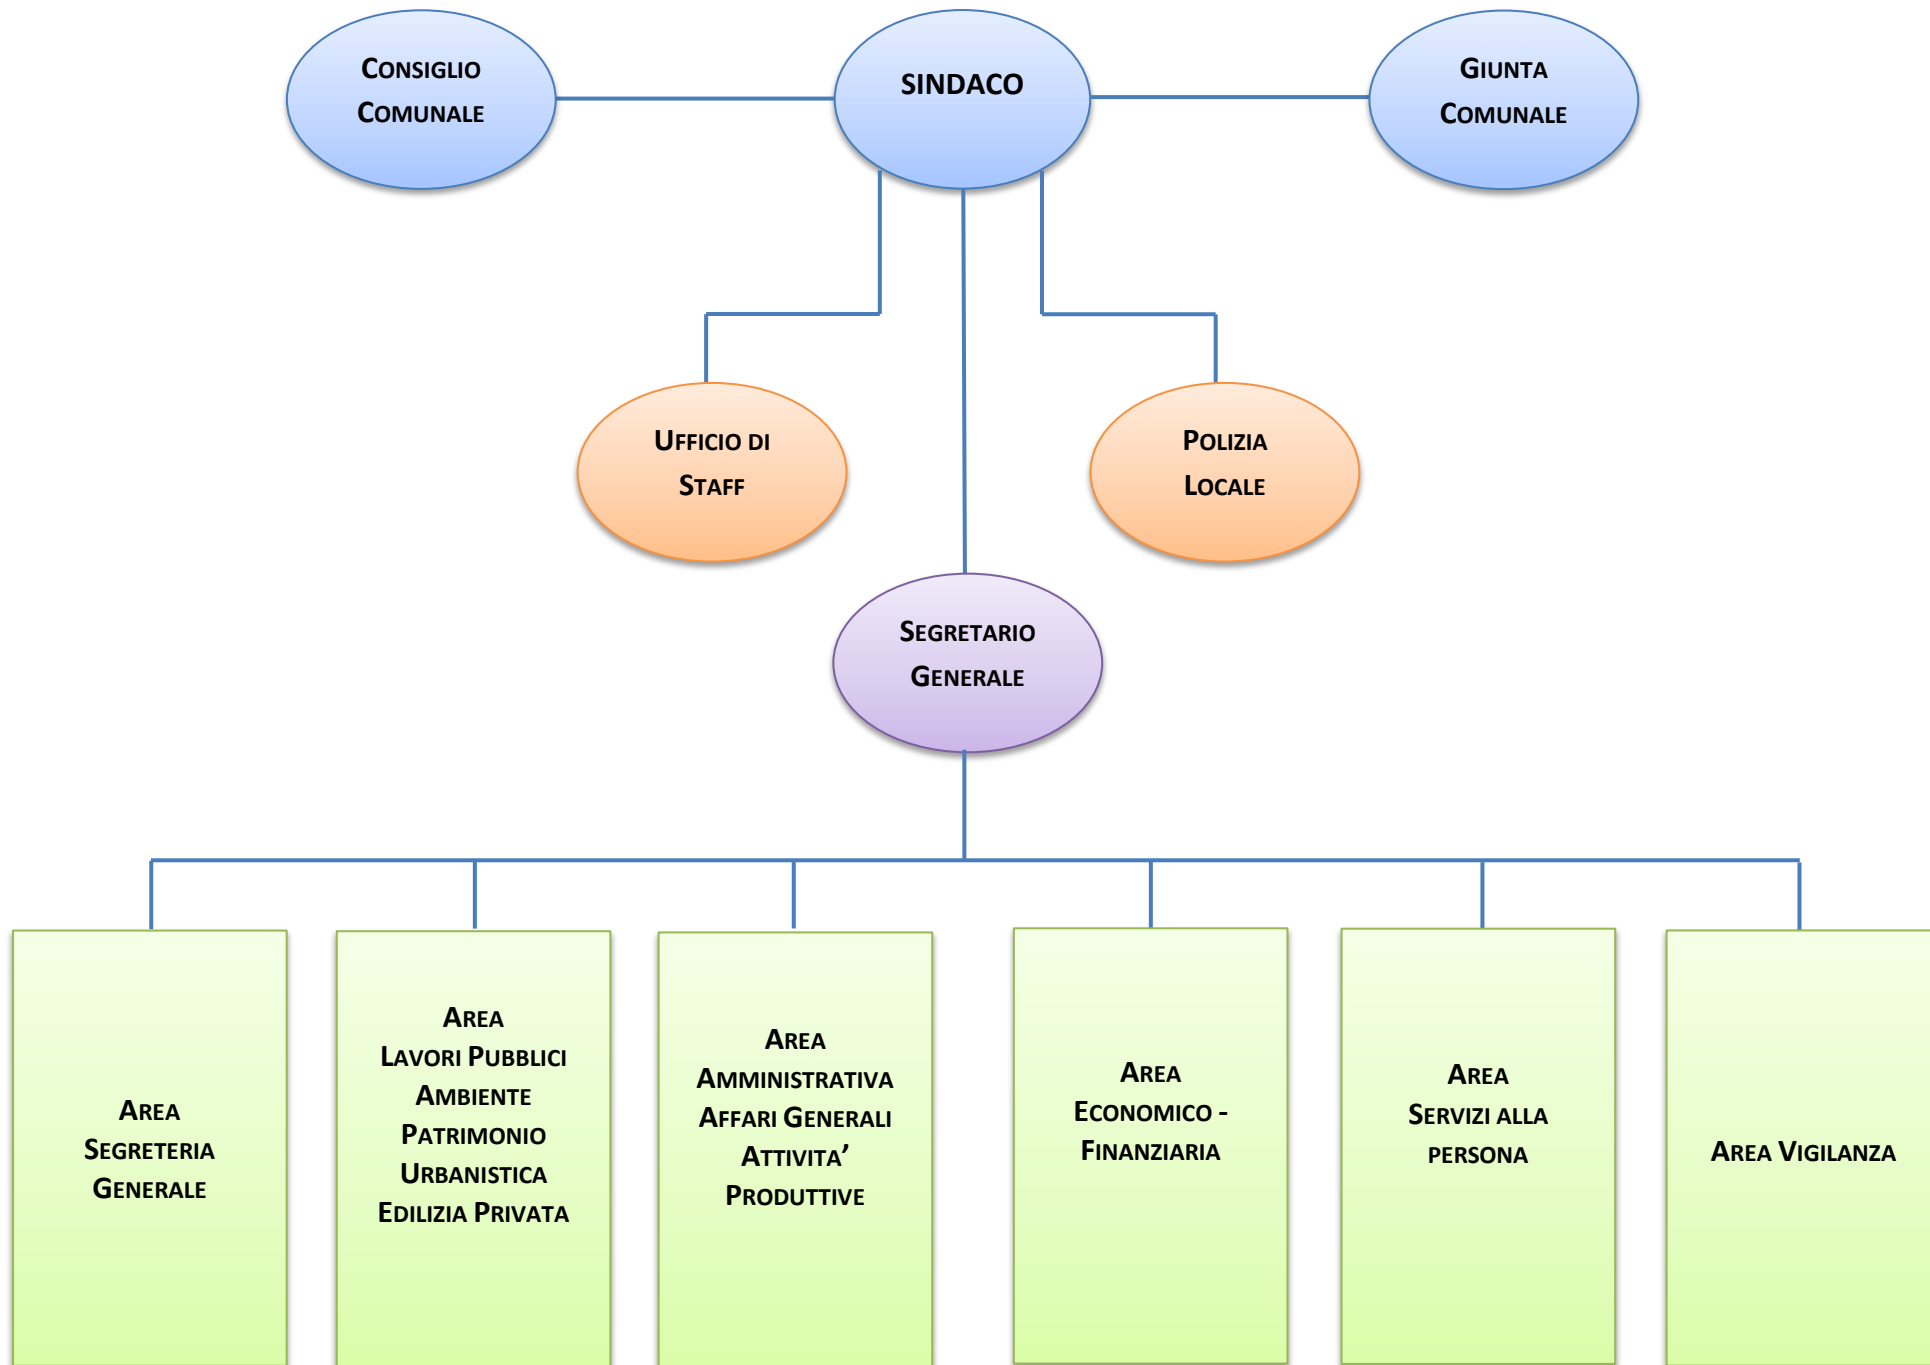 CONSIGLIO
COMUNALE
SINDACO
GIUNTA
COMUNALE
UFFICIO DI
STAFF
POLIZIA
LOCALE
SEGRETARIO
GENERALE
AREA
SEGRETERIA
GENERALE
AREA
LAVORI PUBBLICI
AMBIENTE
PATRIMONIO
URBANISTICA
EDILIZIA PRIVATA
AREA
AMMINISTRATIVA
AFFARI GENERALI
ATTIVITA’
PRODUTTIVE
AREA
ECONOMICO -
FINANZIARIA
AREA
SERVIZI ALLA
PERSONA
AREA VIGILANZA